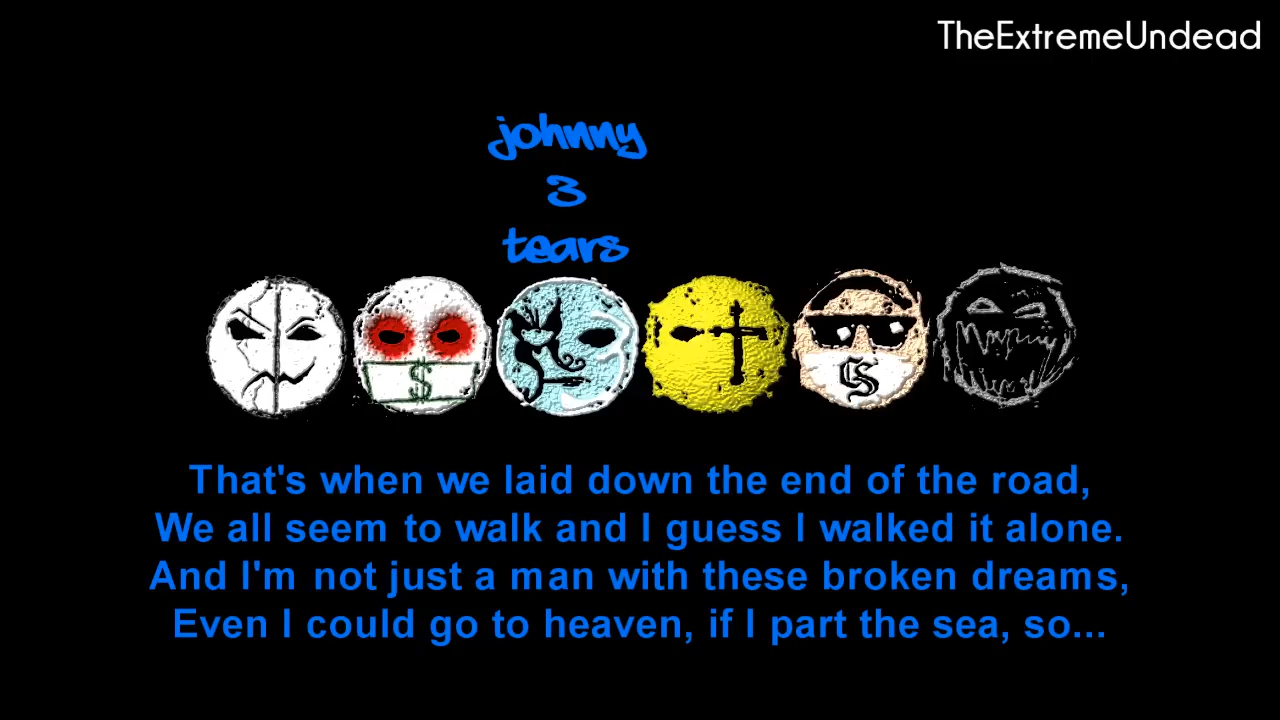 TheExtremeUndead
johnny
3
tears
$
S
That's when we laid down the end of the road,
We all seem to walk and I guess I walked it alone.
And I'm not just a man with these broken dreams,
Even I could go to heaven, if I part the sea, so...